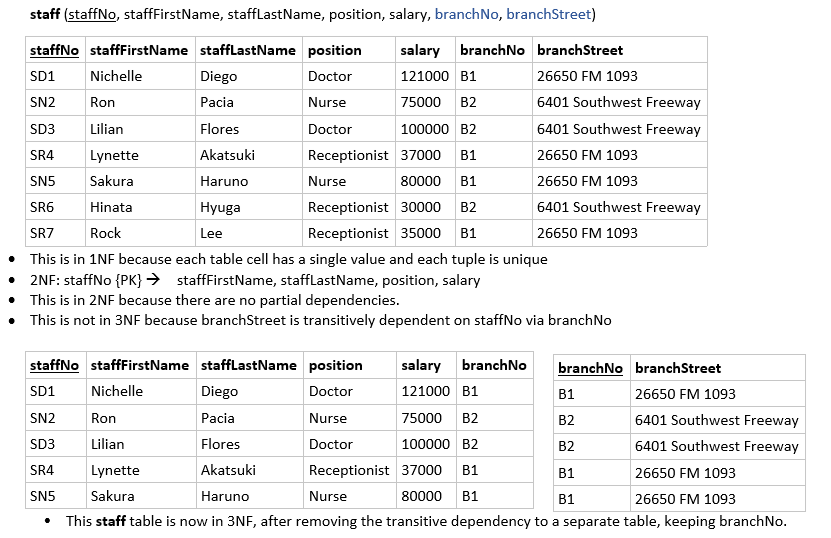 staff (staffNo, staffFirstName, staffLastName, position, salary, branchNo, branchStreet)
staffNo staffFirstName staffLastName position salary branchNo branchStreet
SD1 Nichelle Diego Doctor 121000 B1 26650 FM 1093
SN2 Ron Pacia Nurse 75000 B2 6401 Southwest Freeway
SD3 Lilian Flores Doctor 100000 B2 6401 Southwest Freeway
SR4 Lynette Akatsuki Receptionist 37000 B1 26650 FM 1093
SN5 Sakura Haruno Nurse 80000 B1 26650 FM 1093
SR6 Hinata Hyuga Receptionist 30000 B2 6401 Southwest Freeway
SR7 Rock Lee Receptionist 35000 B1 26650 FM 1093
• This is in 1NF because each table cell has a single value and each tuple is unique
• 2NF: staffNo {PK} → staffFirstName, staffLastName, position, salary
• This is in 2NF because there are no partial dependencies.
• This is not in 3NF because branchStreet is transitively dependent on staffNo via branchNo
staffNo staffFirstName staffLastName position salary branchNo
SD1 Nichelle Diego Doctor 121000 B1
SN2 Ron Pacia Nurse 75000 B2
SD3 Lilian Flores Doctor 100000 B2
SR4 Lynette Akatsuki Receptionist 37000 B1
SN5 Sakura Haruno Nurse 80000 B1
branchNo branchStreet
B1 26650 FM 1093
B2 6401 Southwest Freeway
B2 6401 Southwest Freeway
B1 26650 FM 1093
B1 26650 FM 1093
• This staff table is now in 3NF, after removing the transitive dependency to a separate table, keeping branchNo.